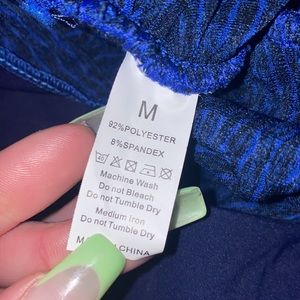 M
92%POLYESTER
8%SPANDEX
Machine Wash
Do not Bleach
Do not Tumble Dry
Medium Iron
Do not Tumble Dry
CHINA